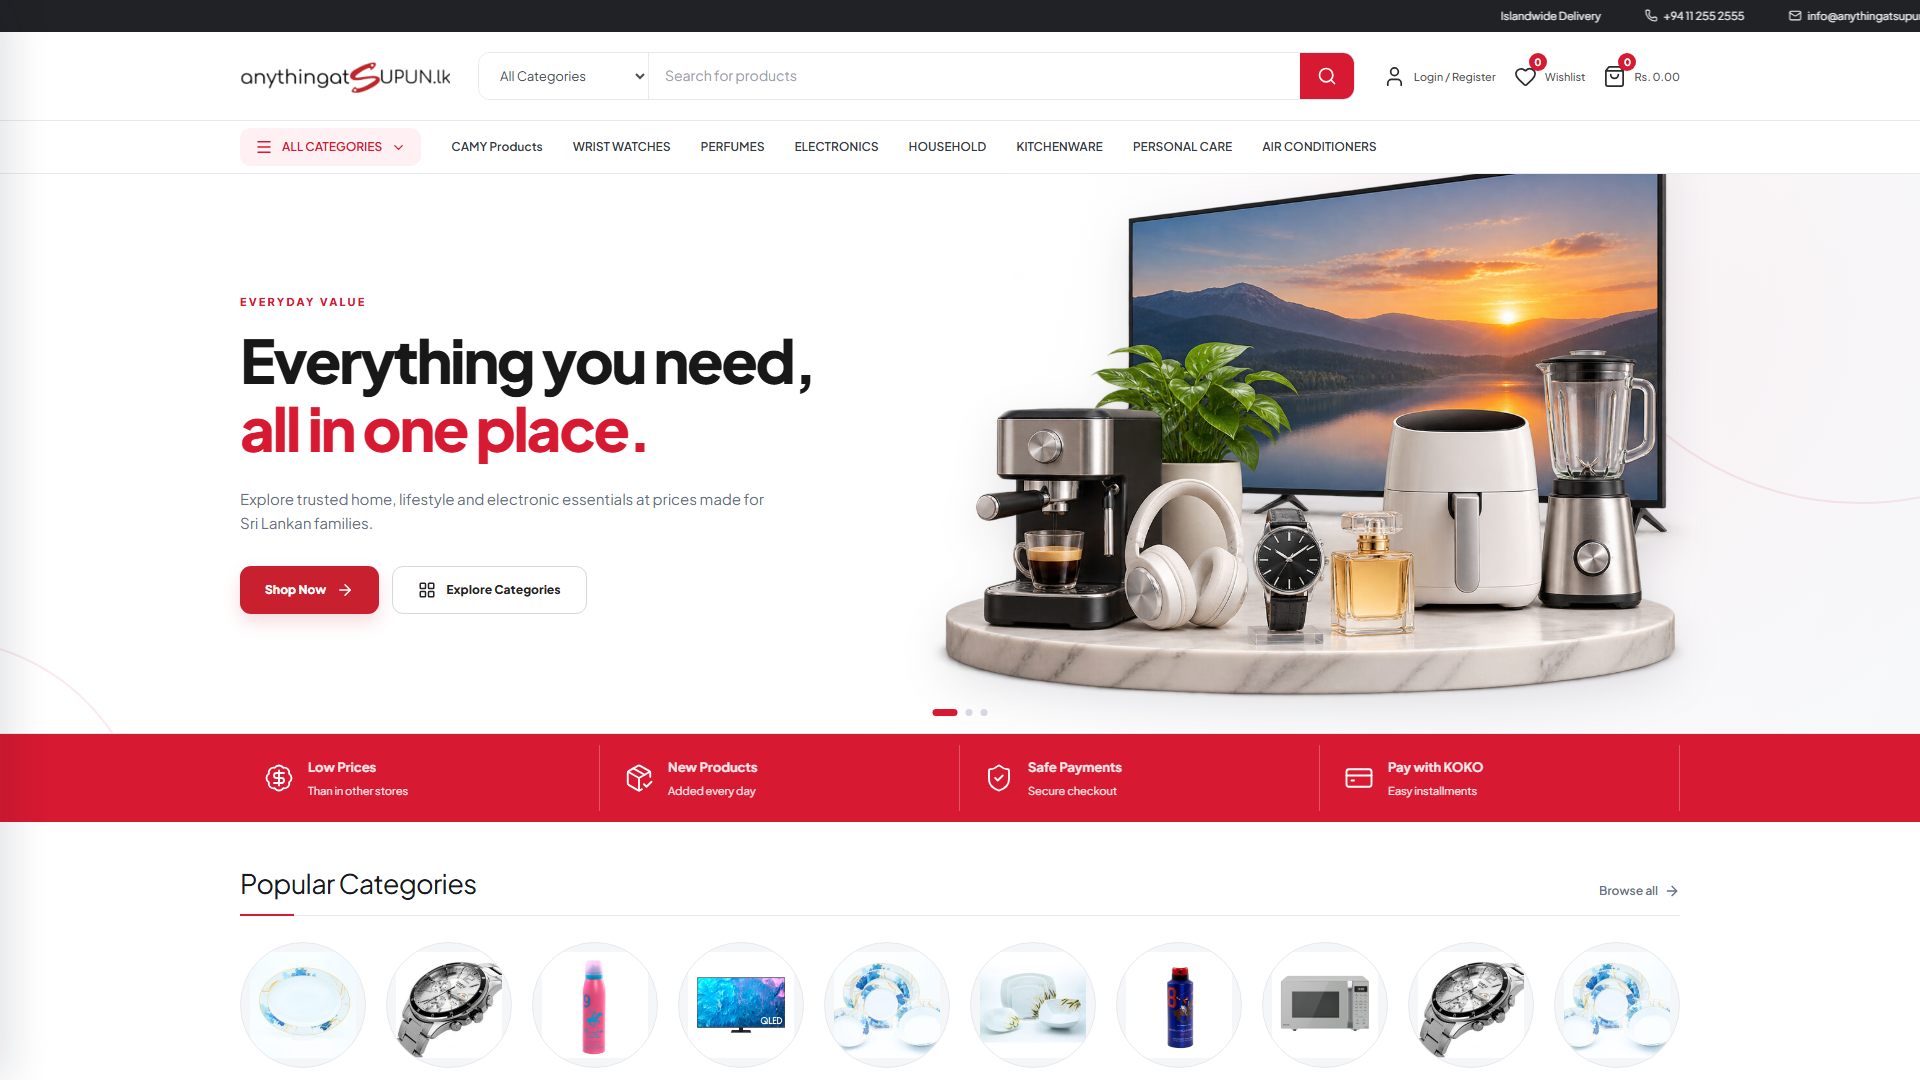 Islandwide Delivery
+94 11 255 2555
info@anythingatsupu
anythingatSUPUN.lk
All Categories
Search for products
Login / Register
0
Wishlist
0
Rs. 0.00
ALL CATEGORIES
CAMY Products
WRIST WATCHES
PERFUMES
ELECTRONICS
HOUSEHOLD
KITCHENWARE
PERSONAL CARE
AIR CONDITIONERS
EVERYDAY VALUE
Everything you need,
all in one place.
Explore trusted home, lifestyle and electronic essentials at prices made for
Sri Lankan families.
Shop Now
Explore Categories
Low Prices
Than in other stores
New Products
Added every day
Safe Payments
Secure checkout
Pay with KOKO
Easy installments
Popular Categories
Browse all
9
QLED
8